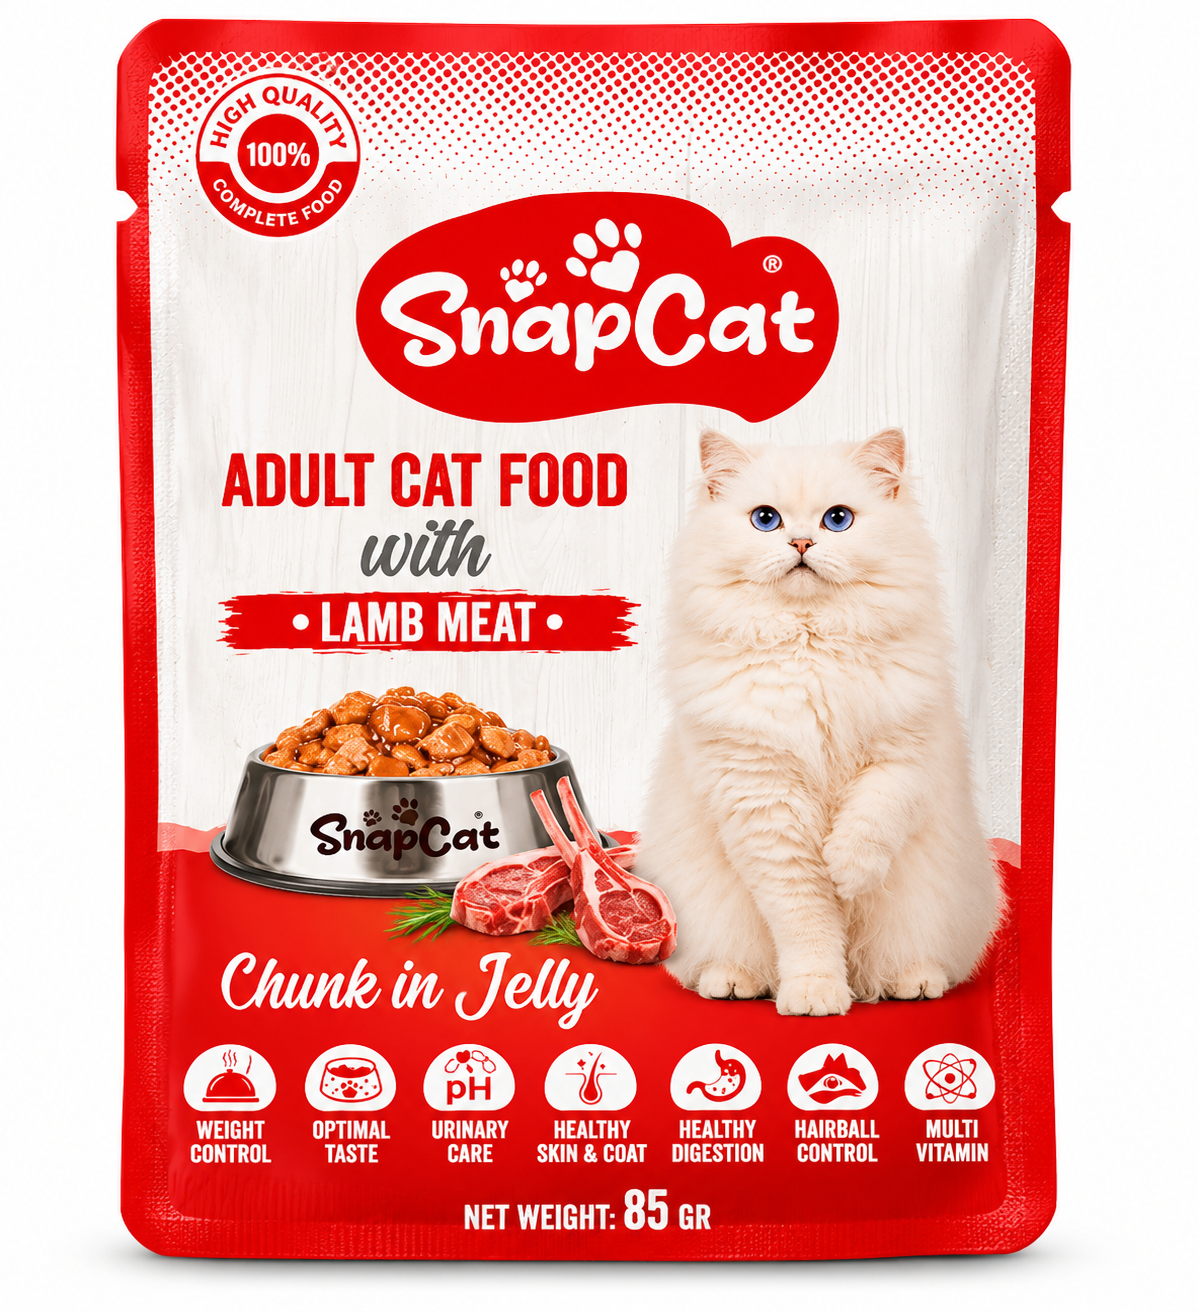 HIGH QUALITY
100%
COMPLETE FOOD
SnapCat®
ADULT CAT FOOD
with
• LAMB MEAT •
SnapCat®
Chunk in Jelly
pH
WEIGHT CONTROL
OPTIMAL TASTE
URINARY CARE
HEALTHY SKIN & COAT
HEALTHY DIGESTION
HAIRBALL CONTROL
MULTI VITAMIN
NET WEIGHT: 85 GR